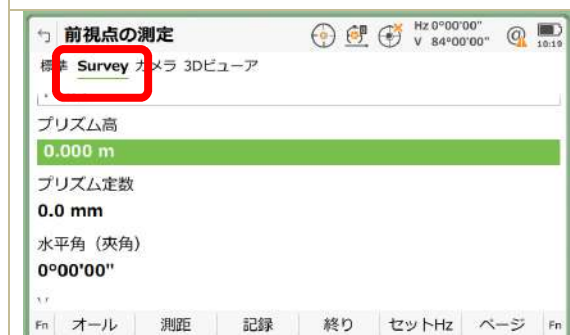 前視点の測定
Hz 0°00'00"
V 84°00'00"
10:19
標準 Survey カメラ 3Dビューア
プリズム高
0.000 m
プリズム定数
0.0 mm
水平角（夾角）
0°00'00"
Fn オール 測距 記録 終り セットHz ページ Fn